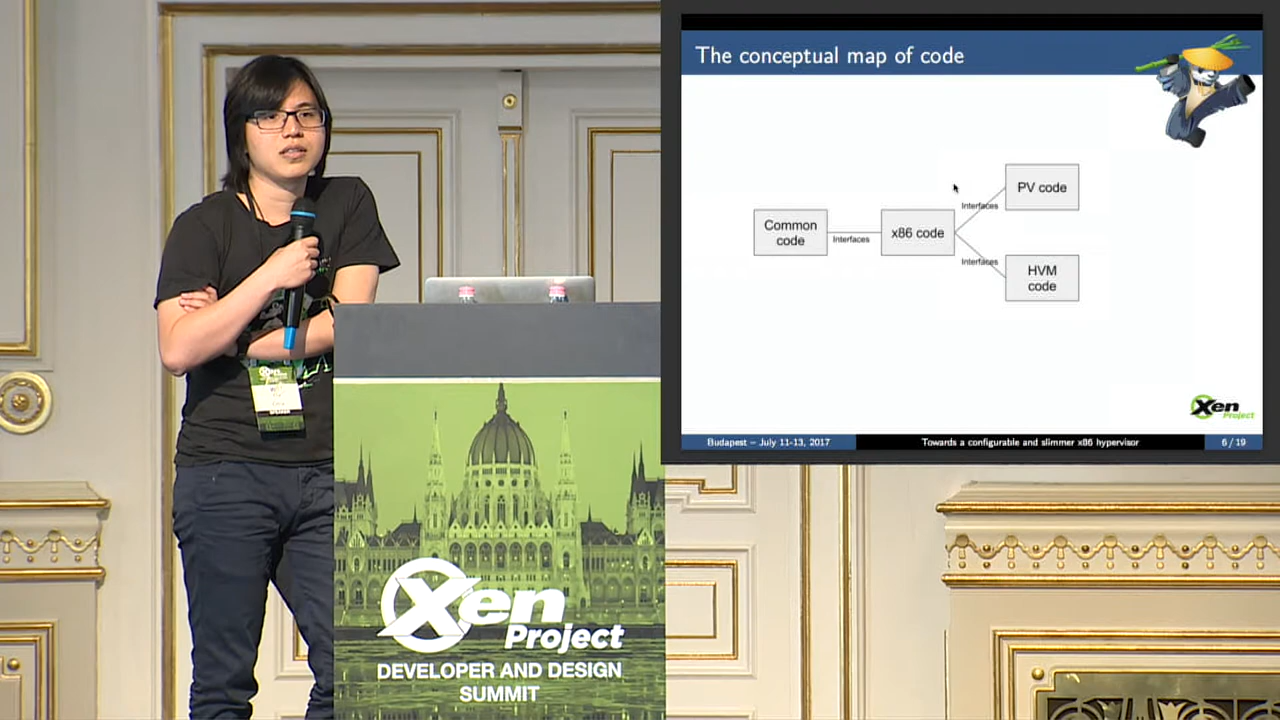 The conceptual map of code
PV code
Interfaces
Common
code
Interfaces
x86 code
Interfaces
HVM
code
Xen
Project
Budapest – July 11-13, 2017
Towards a configurable and slimmer x86 hypervisor
6 / 19
Xen
Project
DEVELOPER AND DESIGN
SUMMIT